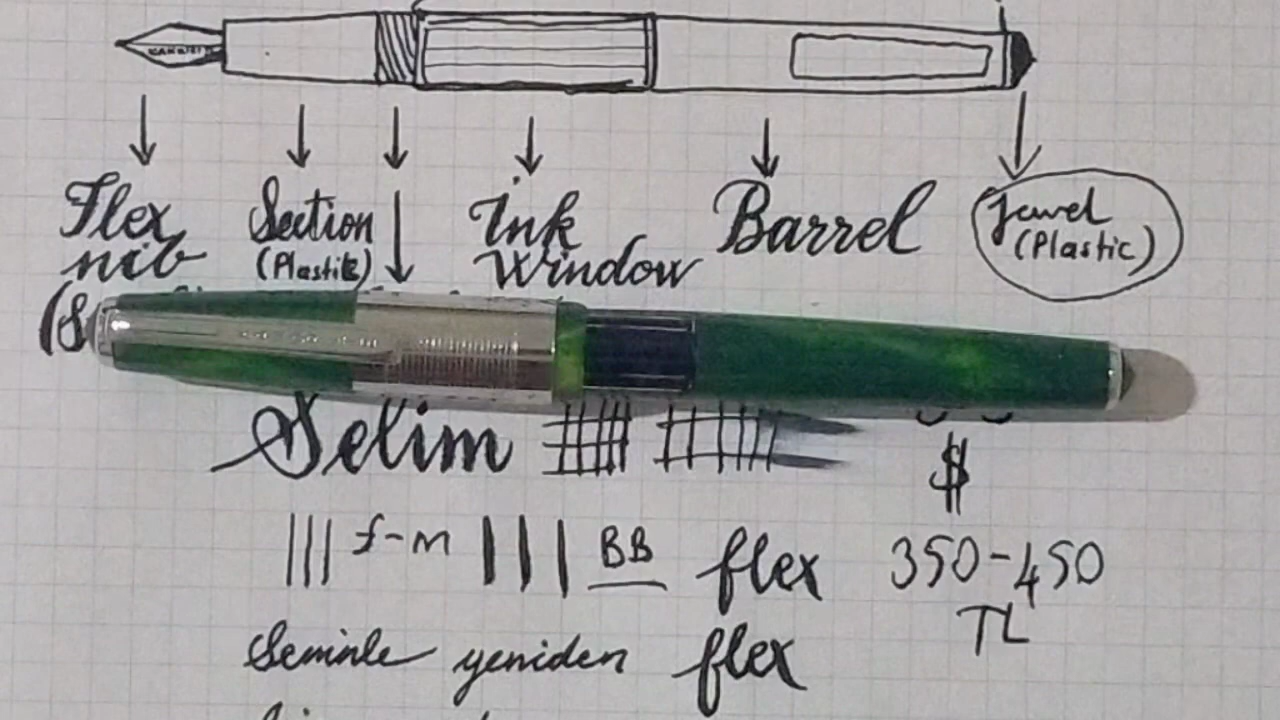 Flex nib
Section (Plastik)
Ink Window
Barrel
Jewel (Plastic)
(S
Selim
$
f-m BB flex 350-450
TL
Seninle yeniden flex